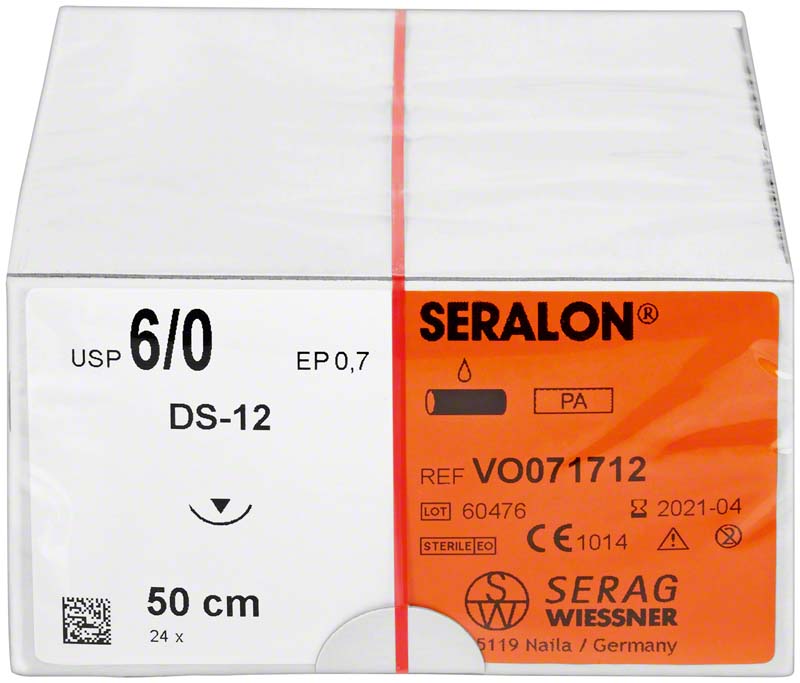 USP 6/0 EP 0,7
DS-12
50 cm
24 x
SERALON®
PA
REF VO071712
LOT 60476 2021-04
STERILE EO CE 1014
SW SERAG
WIESSNER
5119 Naila / Germany